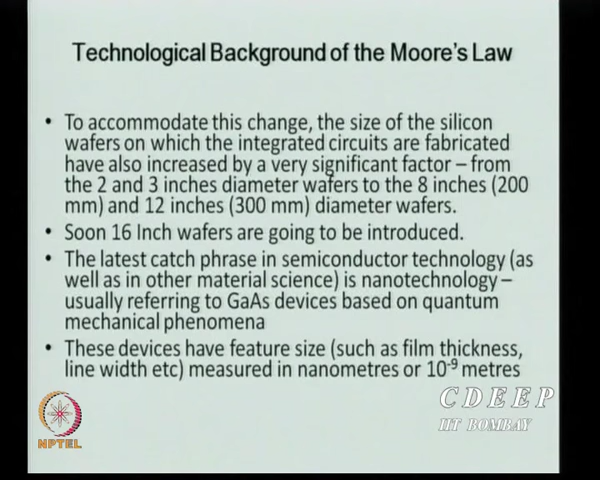 Technological Background of the Moore's Law
• To accommodate this change, the size of the silicon
wafers on which the integrated circuits are fabricated
have also increased by a very significant factor – from
the 2 and 3 inches diameter wafers to the 8 inches (200
mm) and 12 inches (300 mm) diameter wafers.
• Soon 16 Inch wafers are going to be introduced.
• The latest catch phrase in semiconductor technology (as
well as in other material science) is nanotechnology –
usually referring to GaAs devices based on quantum
mechanical phenomena
• These devices have feature size (such as film thickness,
line width etc) measured in nanometres or 10⁻⁹ metres
CDEEP
IIT BOMBAY
NPTEL